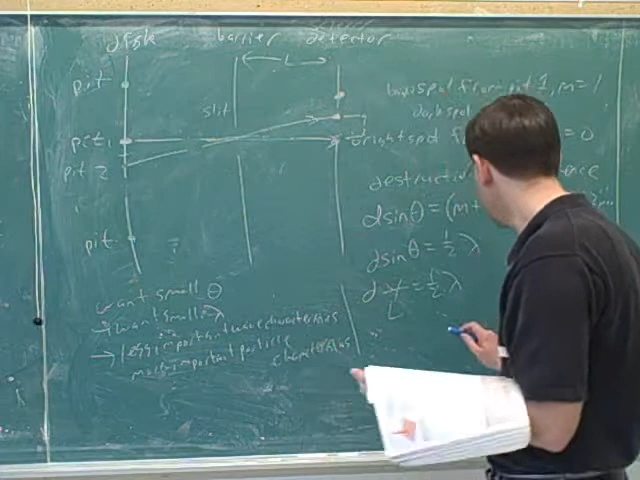 disk barrier detector
L
pit
slit
pit 1
pit 2
pit
want small θ
→ want small λ
→ less important wave characteristics
more important particle
characteristics
bright spot from pit 1, m = 1
dark spot
bright spot = 0
destructive
d sin θ = (m +
d sin θ = 1/2 λ
d y/L = 1/2 λ